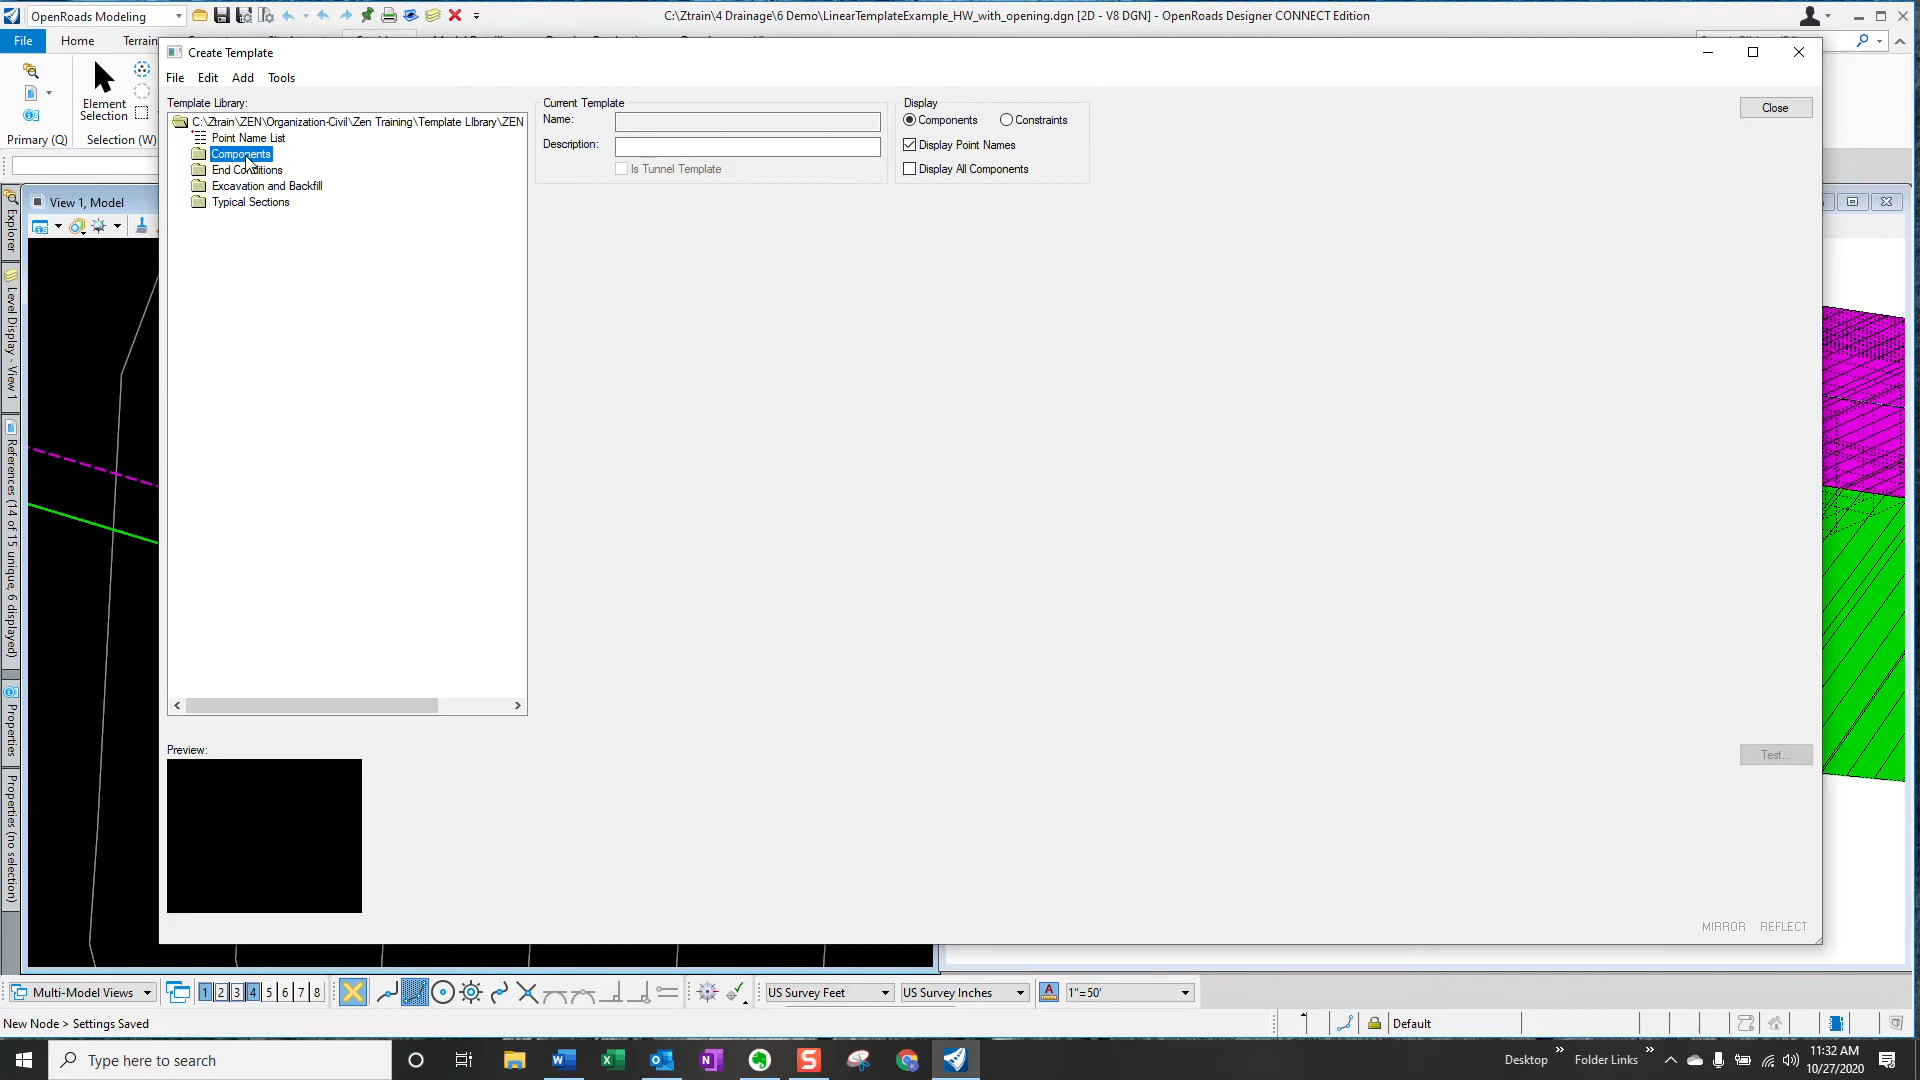 OpenRoads Modeling
C:\Ztrain\4 Drainage\6 Demo\LinearTemplateExample_HW_with_opening.dgn [2D - V8 DGN] - OpenRoads Designer CONNECT Edition
File
Home
Terrain
Create Template
File
Edit
Add
Tools
Element
Selection
Primary (Q)
Selection (W)
Template Library:
C:\Ztrain\ZEN\Organization-Civil\Zen Training\Template LIbrary\ZEN
Point Name List
Components
End Conditions
Excavation and Backfill
Typical Sections
Current Template
Name:
Description:
Is Tunnel Template
Display
Components
Constraints
Display Point Names
Display All Components
Close
View 1, Model
Explorer
Level Display - View 1
References (14 of 15 unique, 6 displayed)
Properties
Properties (no selection)
Preview:
Test...
MIRROR
REFLECT
Multi-Model Views
1
2
3
4
5
6
7
8
US Survey Feet
US Survey Inches
1"=50'
New Node > Settings Saved
Default
Type here to search
Desktop
Folder Links
11:32 AM
10/27/2020